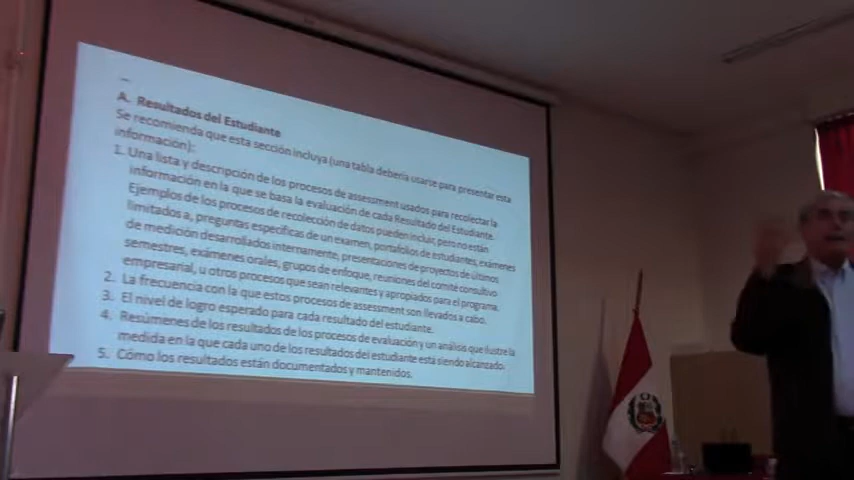 A. Resultados del Estudiante
Se recomienda que esta sección incluya (una tabla debería usarse para presentar esta
información):
1. Una lista y descripción de los procesos de assessment usados para recolectar la
información en la que se basa la evaluación de cada Resultado del Estudiante.
Ejemplos de los procesos de recolección de datos pueden incluir, pero no están
limitados a, preguntas específicas de un examen, portafolios de estudiantes, exámenes
de medición desarrollados internamente, presentaciones de proyectos de últimos
semestres, exámenes orales, grupos de enfoque, reuniones del comité consultivo
empresarial, u otros procesos que sean relevantes y apropiados para el programa.
2. La frecuencia con la que estos procesos de assessment son llevados a cabo.
3. El nivel de logro esperado para cada resultado del estudiante.
4. Resúmenes de los resultados de los procesos de evaluación y un análisis que ilustre la
medida en la que cada uno de los resultados del estudiante está siendo alcanzado.
5. Cómo los resultados están documentados y mantenidos.